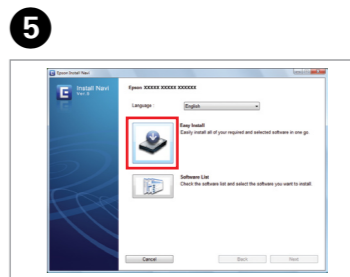 5
Epson Install Navi
Install Navi
Ver. 3
Epson XXXXX XXXXX XXXXXX
Language :
English
Easy Install
Easily install all of your required and selected software in one go.
Software List
Check the software list and select the software you want to install.
Cancel
Back
Next